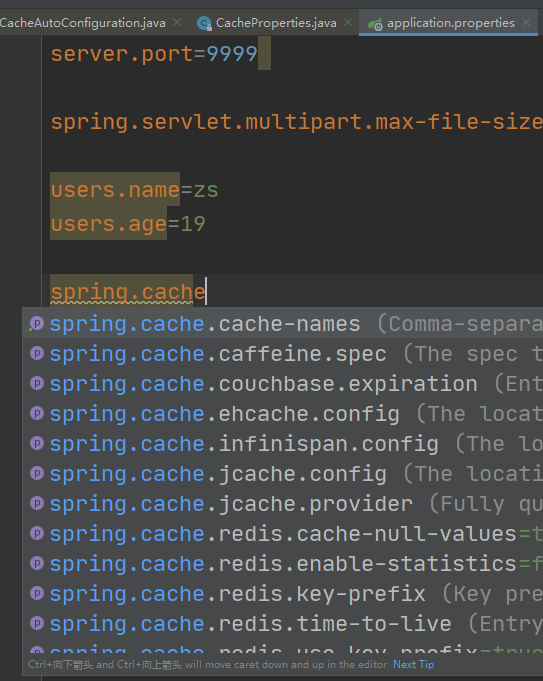 CacheAutoConfiguration.java CacheProperties.java application.properties
server.port=9999
spring.servlet.multipart.max-file-size
users.name=zs
users.age=19
spring.cache
spring.cache.cache-names (Comma-separa
spring.cache.caffeine.spec (The spec t
spring.cache.couchbase.expiration (Ent
spring.cache.ehcache.config (The locat
spring.cache.infinispan.config (The lo
spring.cache.jcache.config (The locati
spring.cache.jcache.provider (Fully qu
spring.cache.redis.cache-null-values=t
spring.cache.redis.enable-statistics=f
spring.cache.redis.key-prefix (Key pre
spring.cache.redis.time-to-live (Entry
spring.cache.redis.use-key-prefix=true
Ctrl+向下箭头 and Ctrl+向上箭头 will move caret down and up in the editor Next Tip